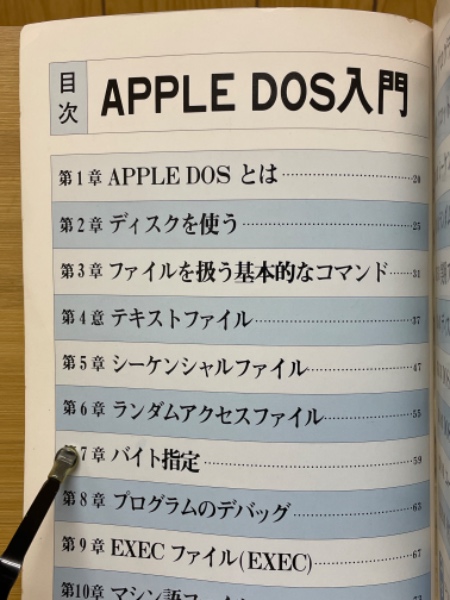 目次
APPLE DOS入門
第1章 APPLE DOS とは 20
第2章 ディスクを使う 25
第3章 ファイルを扱う基本的なコマンド 31
第4章 テキストファイル 37
第5章 シーケンシャルファイル 47
第6章 ランダムアクセスファイル 55
7章 バイト指定 59
第8章 プログラムのデバッグ 63
第9章 EXEC ファイル(EXEC) 67
第10章 マシン語